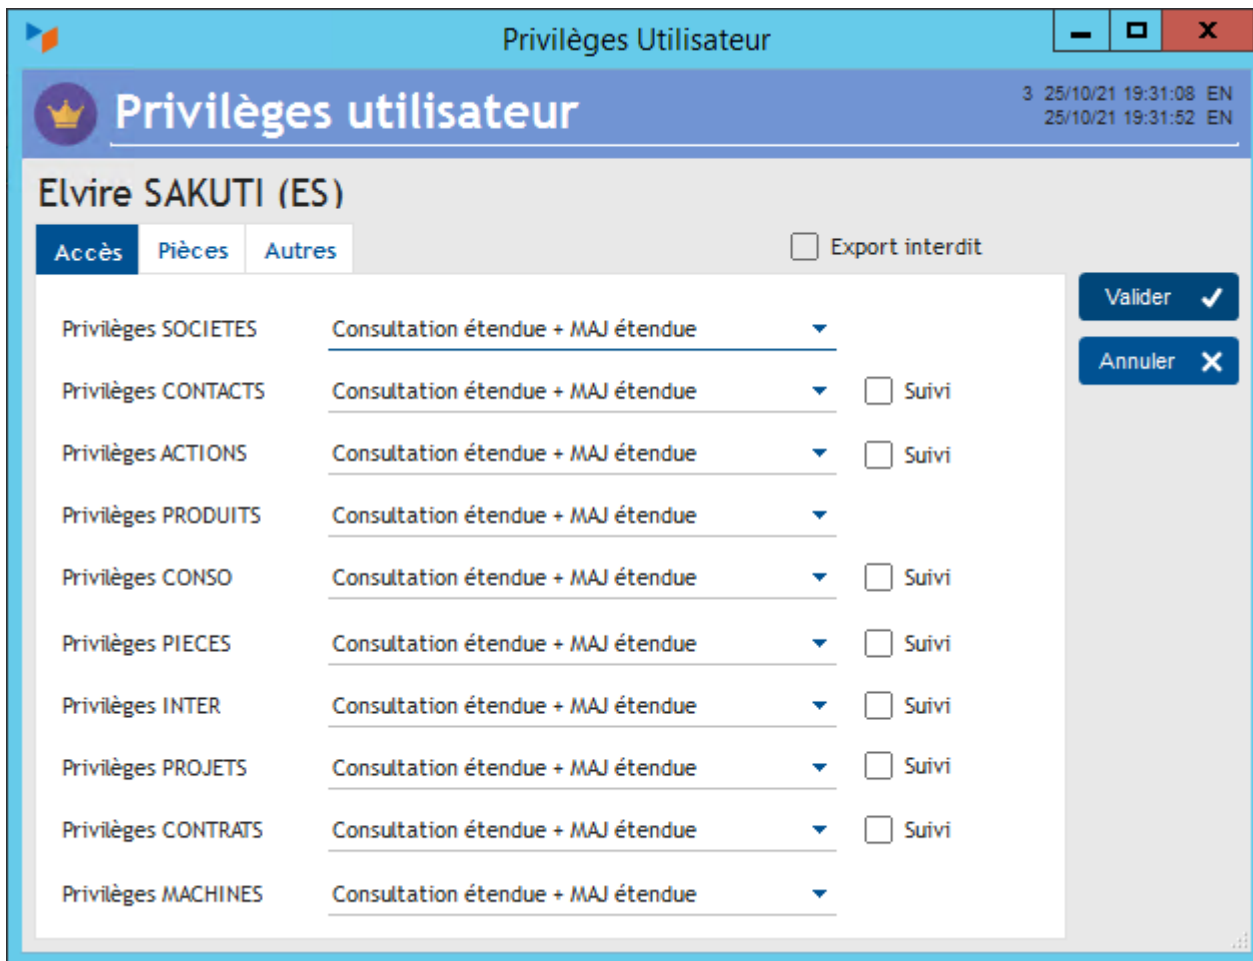 Privilèges Utilisateur
Privilèges utilisateur
3 25/10/21 19:31:08 EN
25/10/21 19:31:52 EN
Elvire SAKUTI (ES)
Accès Pièces Autres
Export interdit
Valider
Annuler
Privilèges SOCIETES Consultation étendue + MAJ étendue
Privilèges CONTACTS Consultation étendue + MAJ étendue Suivi
Privilèges ACTIONS Consultation étendue + MAJ étendue Suivi
Privilèges PRODUITS Consultation étendue + MAJ étendue
Privilèges CONSO Consultation étendue + MAJ étendue Suivi
Privilèges PIECES Consultation étendue + MAJ étendue Suivi
Privilèges INTER Consultation étendue + MAJ étendue Suivi
Privilèges PROJETS Consultation étendue + MAJ étendue Suivi
Privilèges CONTRATS Consultation étendue + MAJ étendue Suivi
Privilèges MACHINES Consultation étendue + MAJ étendue